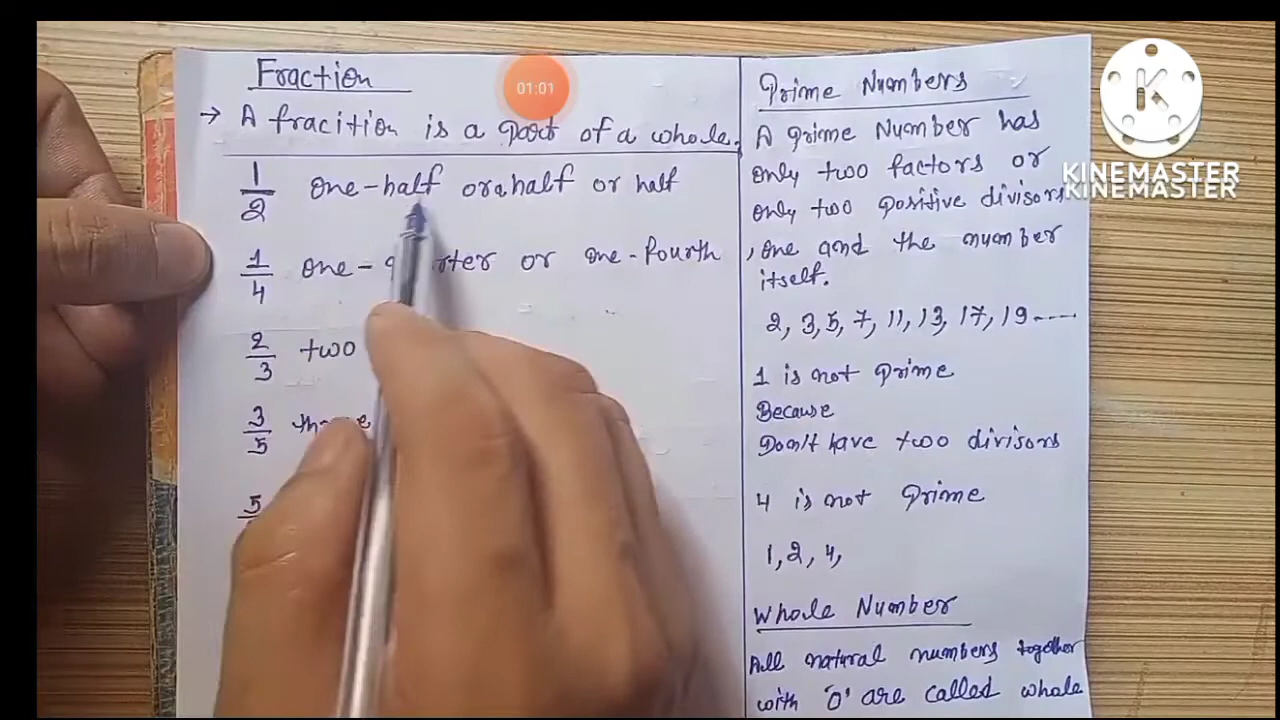 Fraction
→ A fracition is a part of a whole.
1/2 one-half or a half or half
1/4 one- or one-fourth
2/3 two
3/5
5
01:01
Prime Numbers
A prime Number has
only two factors or
only two positive divisors
, one and the number
itself.
2, 3, 5, 7, 11, 13, 17, 19-----
1 is not prime
Because
Don't have two divisors
4 is not prime
1, 2, 4,
Whole Number
All natural numbers together
with '0' are called whole
KINEMASTER
KINEMASTER